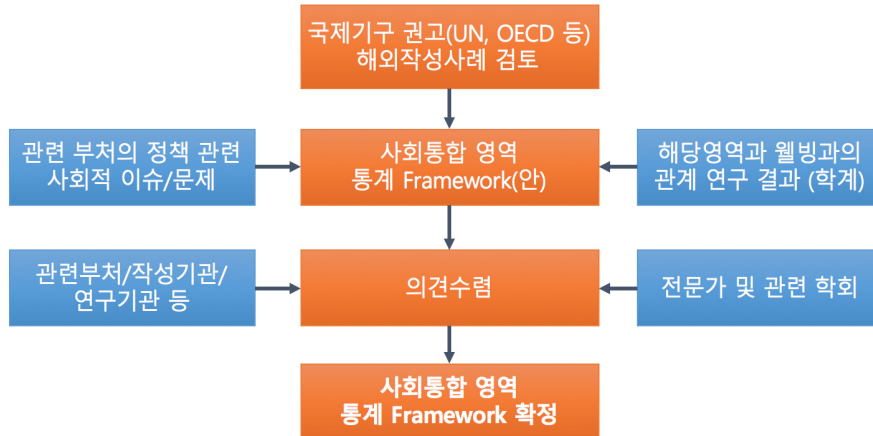 국제기구 권고(UN, OECD 등)
해외작성사례 검토
관련 부처의 정책 관련
사회적 이슈/문제
사회통합 영역
통계 Framework(안)
해당영역과 웰빙과의
관계 연구 결과 (학계)
관련부처/작성기관/
연구기관 등
의견수렴
전문가 및 관련 학회
사회통합 영역
통계 Framework 확정